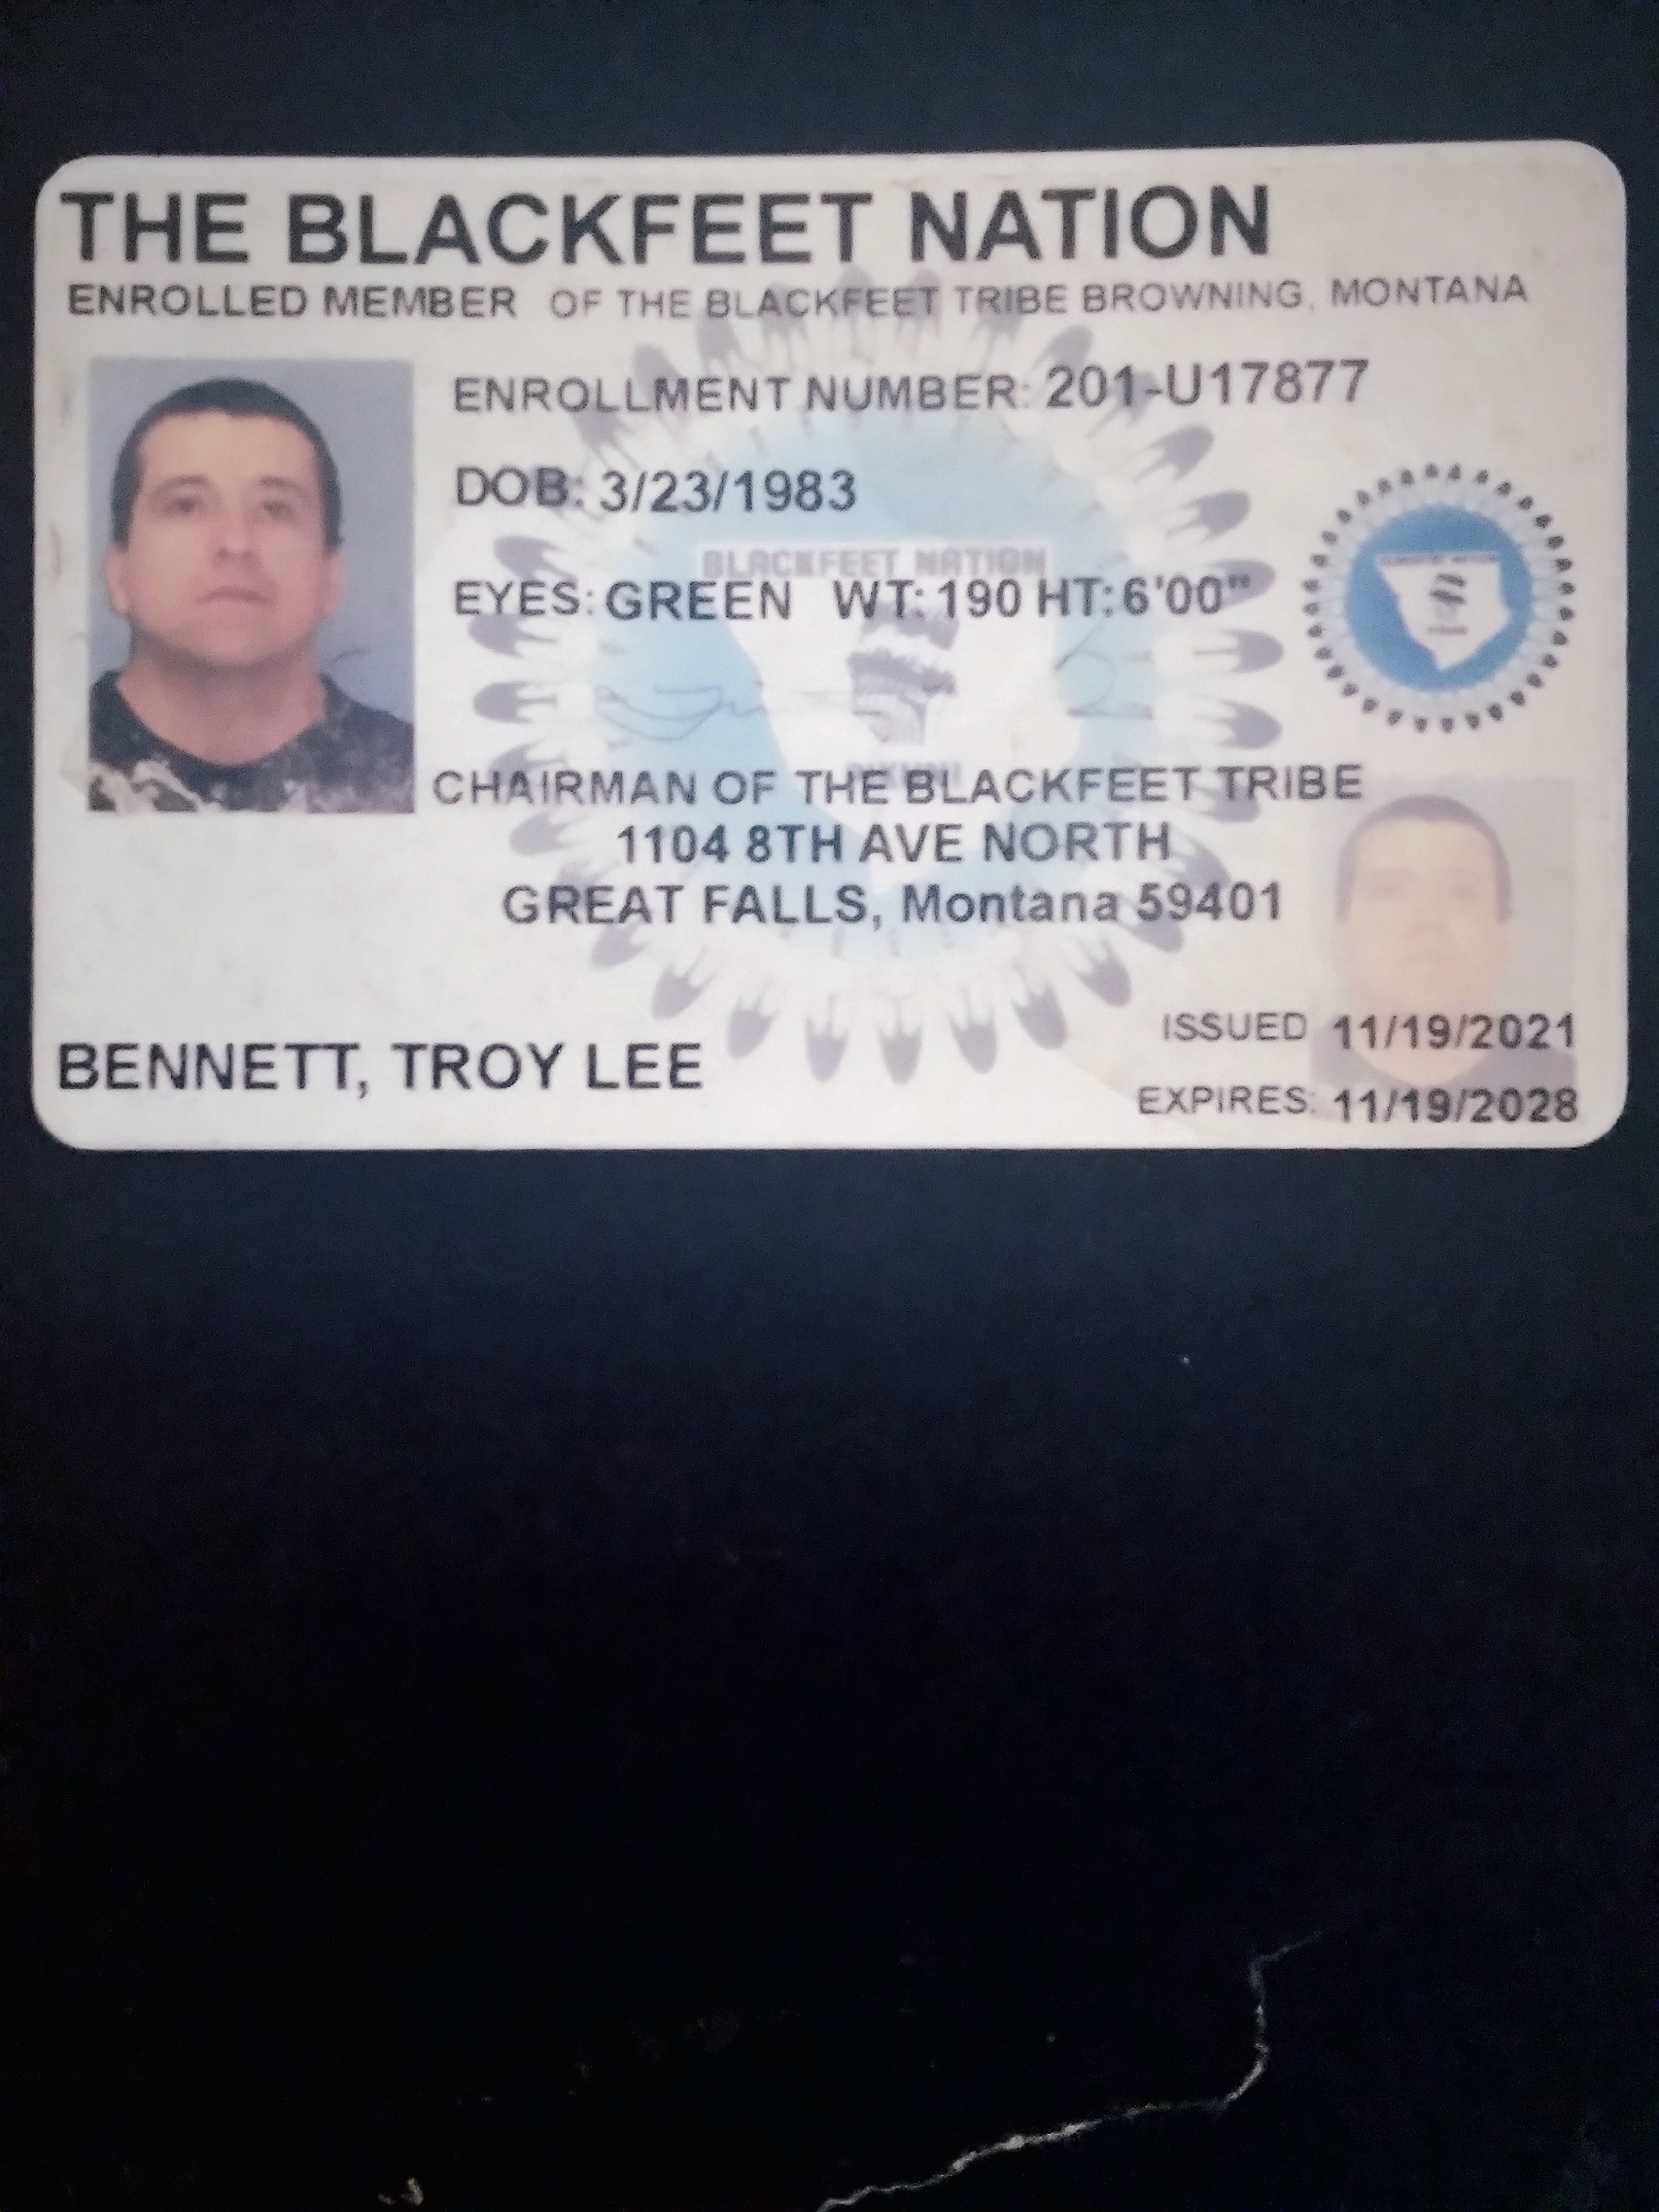 THE BLACKFEET NATION
ENROLLED MEMBER OF THE BLACKFEET TRIBE BROWNING, MONTANA
ENROLLMENT NUMBER: 201-U17877
DOB: 3/23/1983
BLACKFEET NATION
EYES: GREEN WT: 190 HT: 6'00"
CHAIRMAN OF THE BLACKFEET TRIBE
1104 8TH AVE NORTH
GREAT FALLS, Montana 59401
ISSUED 11/19/2021
BENNETT, TROY LEE
EXPIRES: 11/19/2028